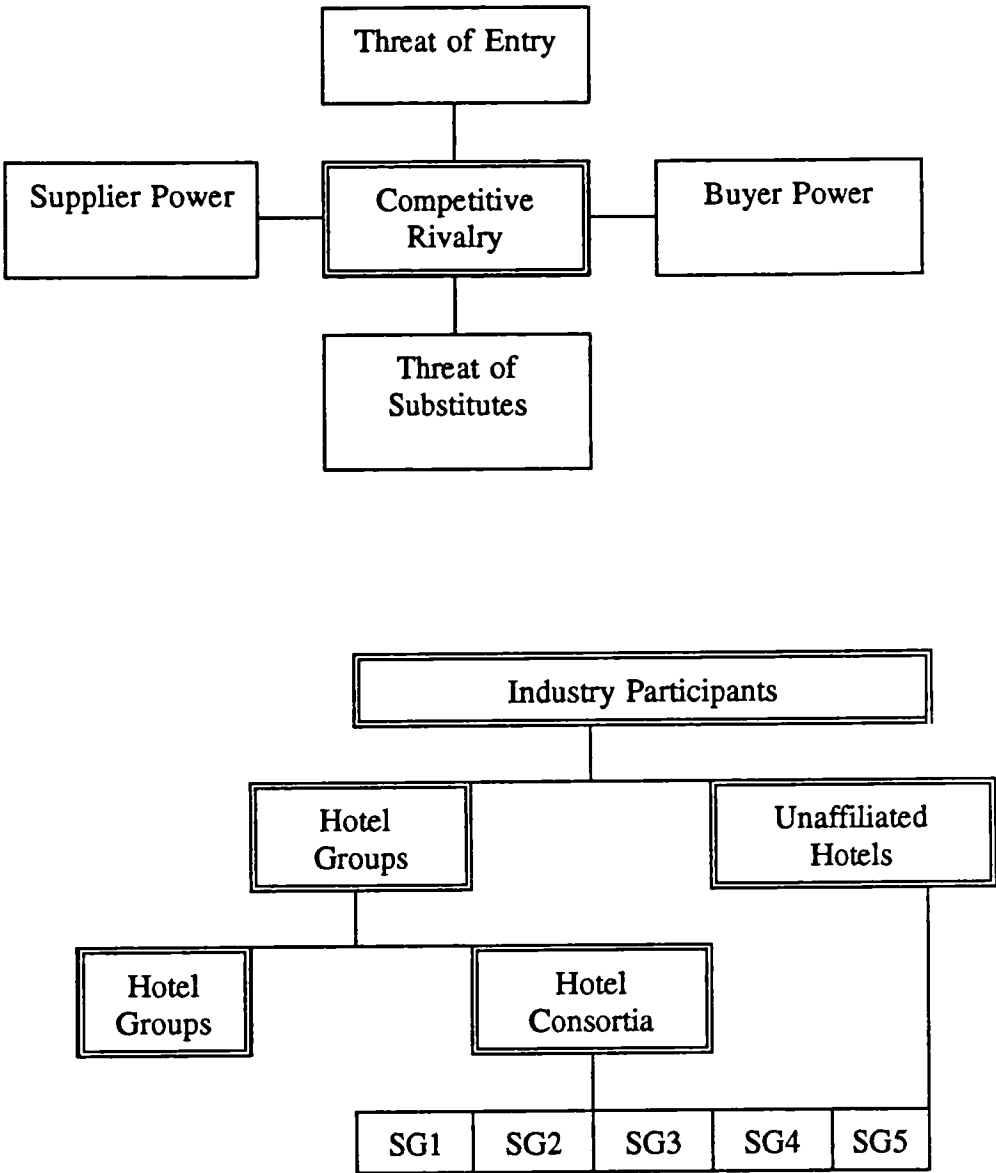 Threat of Entry
Supplier Power
Competitive
Rivalry
Buyer Power
Threat of
Substitutes
Industry Participants
Hotel
Groups
Unaffiliated
Hotels
Hotel
Groups
Hotel
Consortia
SG1
SG2
SG3
SG4
SG5